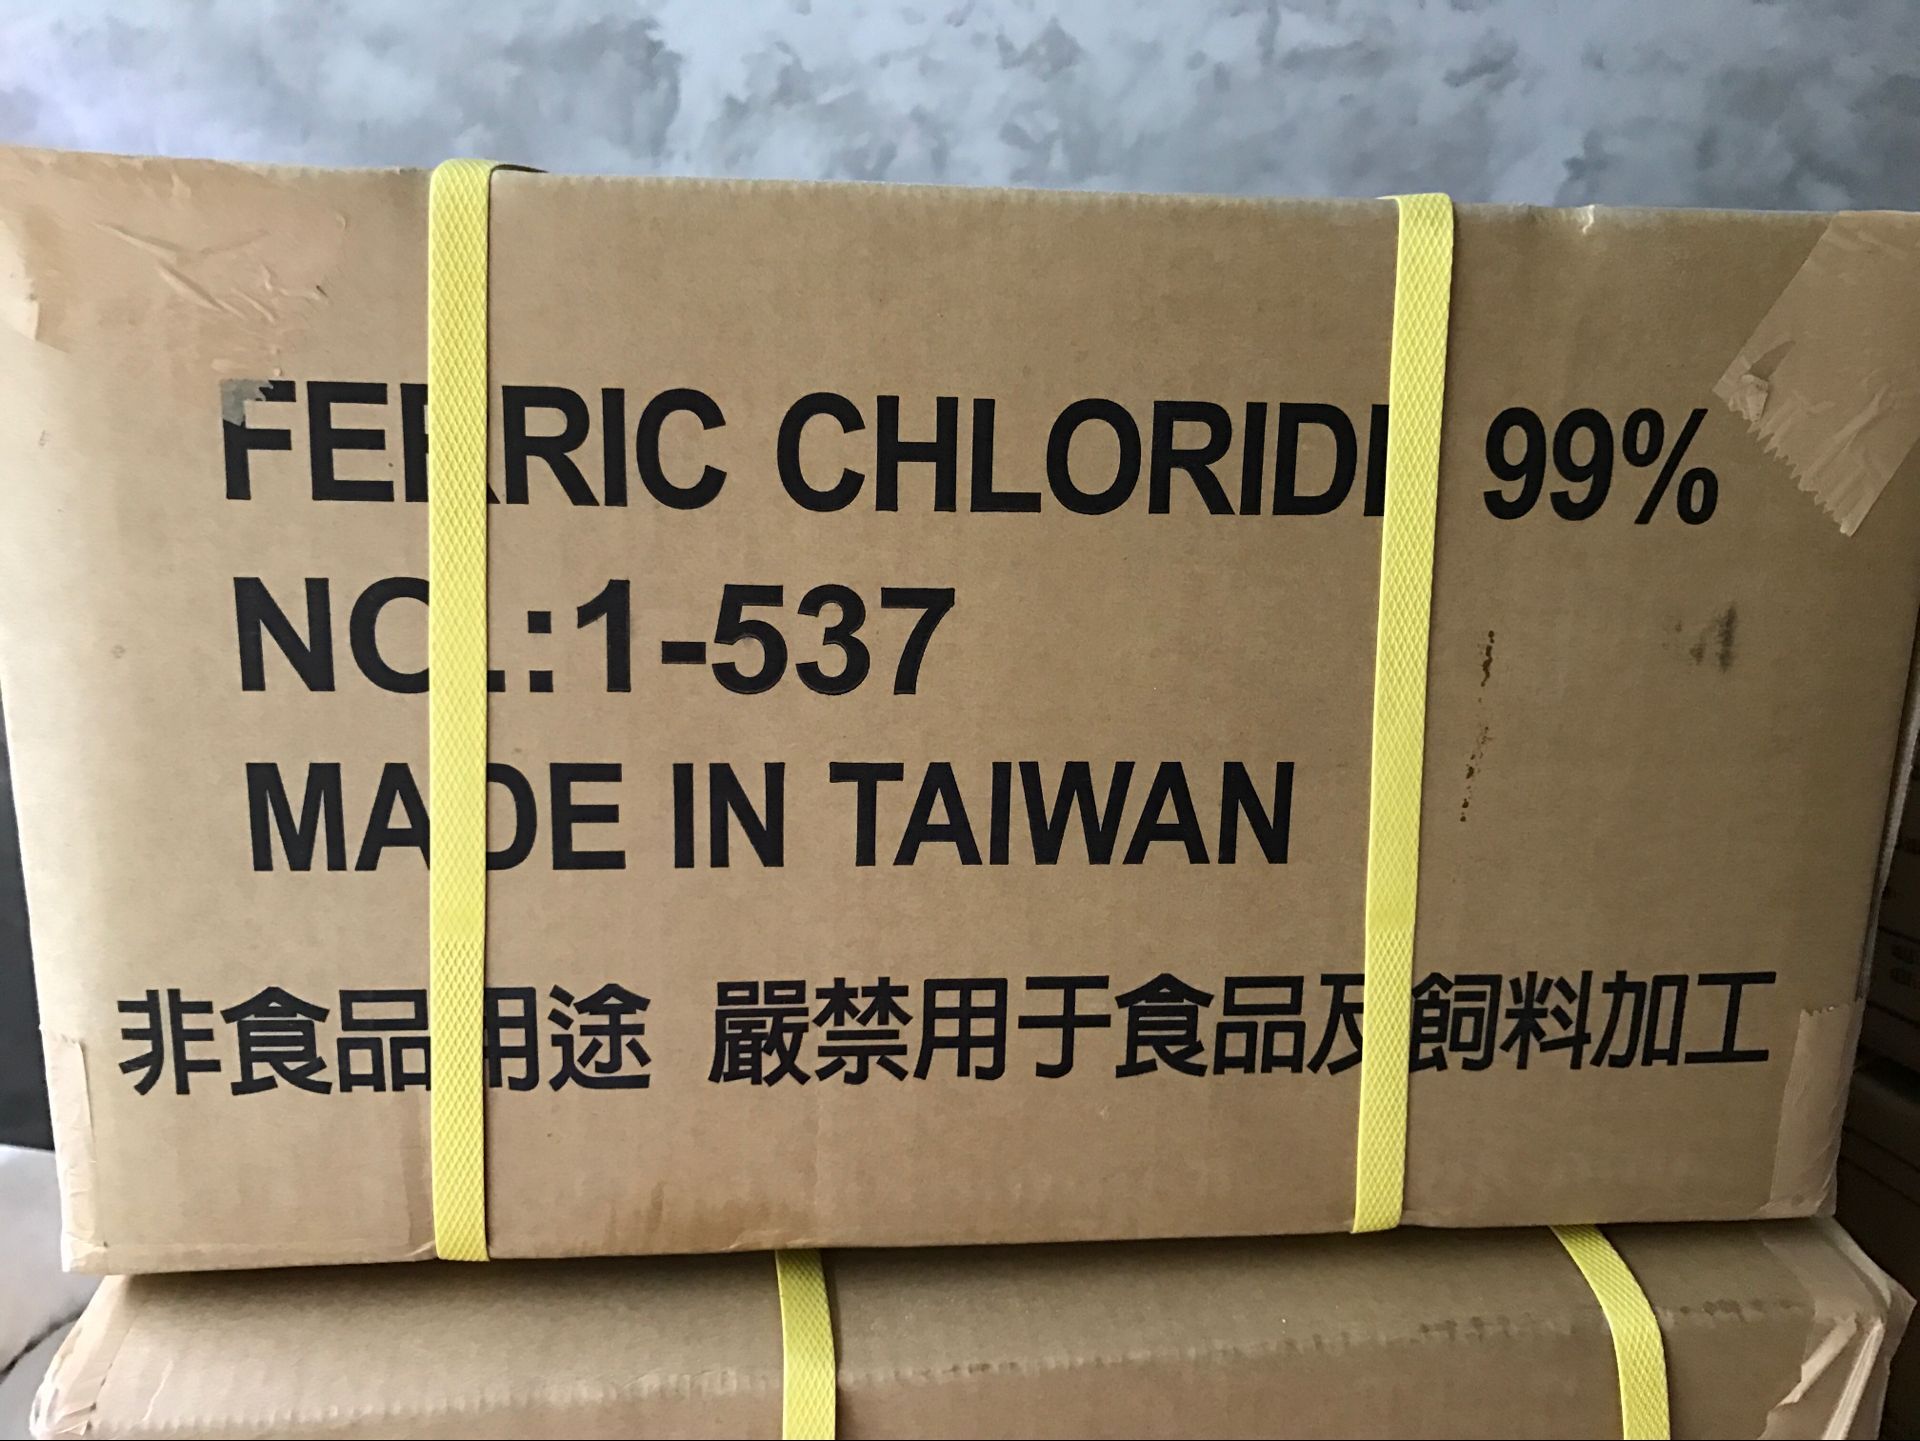 FERRIC CHLORIDE 99%
NO.:1-537
MADE IN TAIWAN
非食品用途 嚴禁用于食品及飼料加工